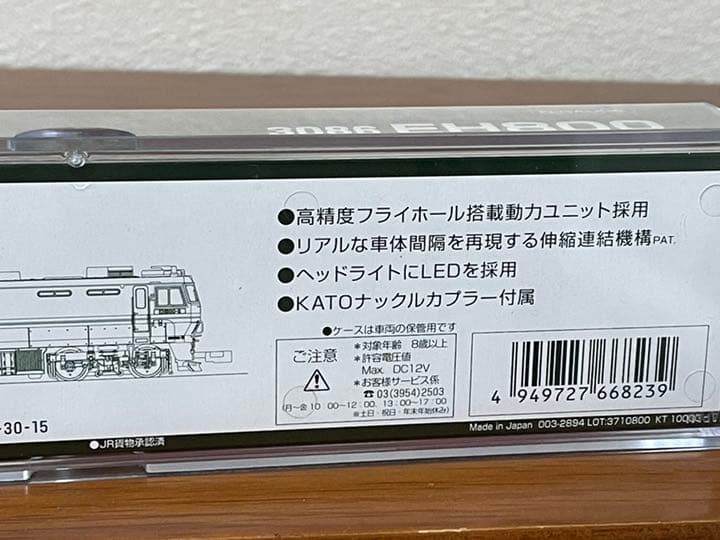 3086 EH800
●高精度フライホール搭載動力ユニット採用
●リアルな車体間隔を再現する伸縮連結機構PAT.
●ヘッドライトにLEDを採用
●KATOナックルカプラー付属
●ケースは車両の保管用です
ご注意
＊対象年齢 8歳以上
＊許容電圧値
Max. DC12V
＊お客様サービス係
☎03(3954)2503
月～金10:00～12:00、13:00～17:00
※土日・祝日・年末年始休み
4 949727 668239
-30-15
●JR貨物承認済
Made in Japan 003-2894 LOT:3710800 KT